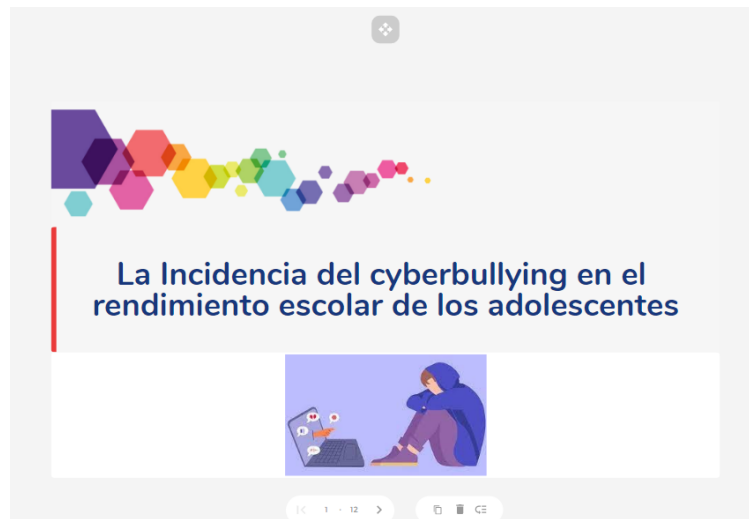 La Incidencia del cyberbullying en el
rendimiento escolar de los adolescentes
1 - 12